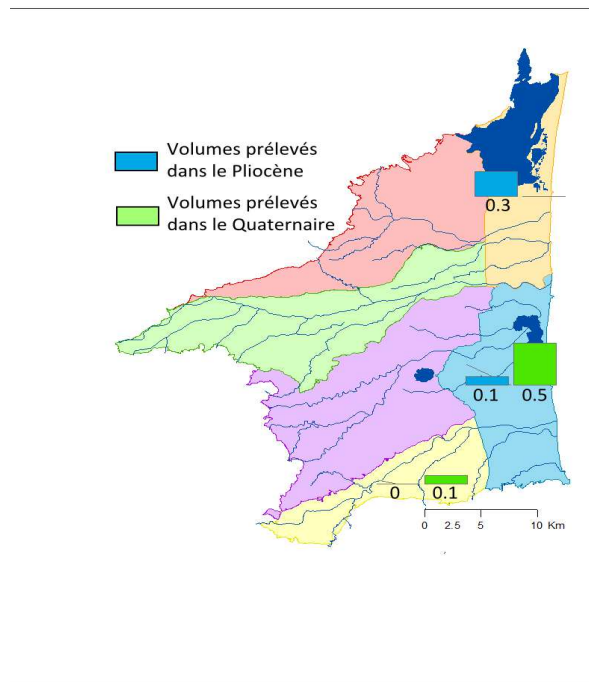 Volumes prélevés
dans le Pliocène
Volumes prélevés
dans le Quaternaire
0.3
0.1 0.5
0 0.1
0 2.5 5 10 Km